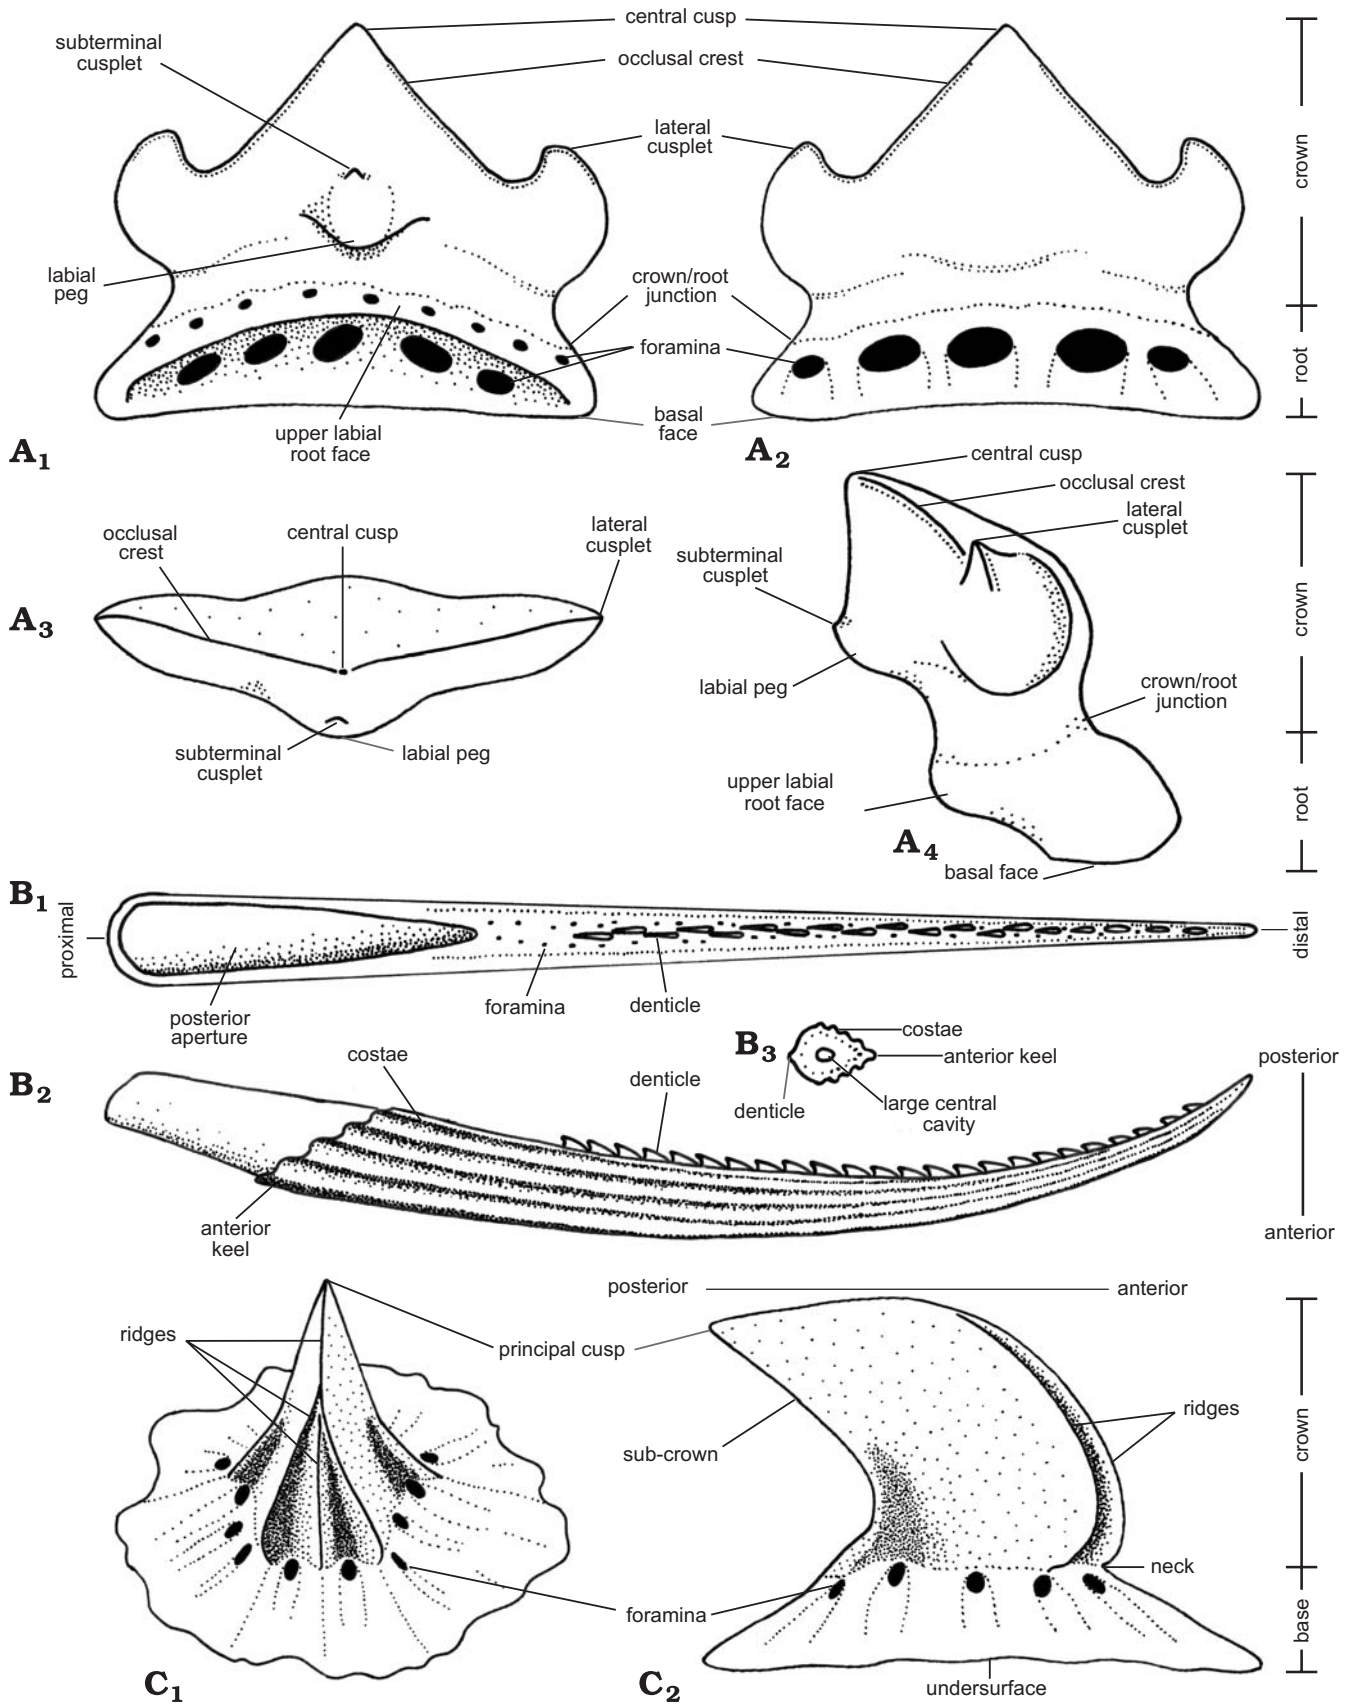 central cusp
subterminal
cusplet
occlusal crest
lateral
cusplet
crown
labial
peg
crown/root
junction
foramina
root
upper labial
root face
basal
face
A1
A2
central cusp
occlusal crest
lateral
cusplet
subterminal
cusplet
crown
labial peg
crown/root
junction
upper labial
root face
root
A4
basal face
occlusal
crest
central cusp
lateral
cusplet
A3
subterminal
cusplet
labial peg
B1
proximal
distal
posterior
aperture
foramina
denticle
B2
costae
denticle
anterior
keel
B3
costae
anterior keel
denticle
large central
cavity
posterior
anterior
ridges
principal cusp
posterior
anterior
sub-crown
ridges
crown
neck
foramina
base
undersurface
C1
C2